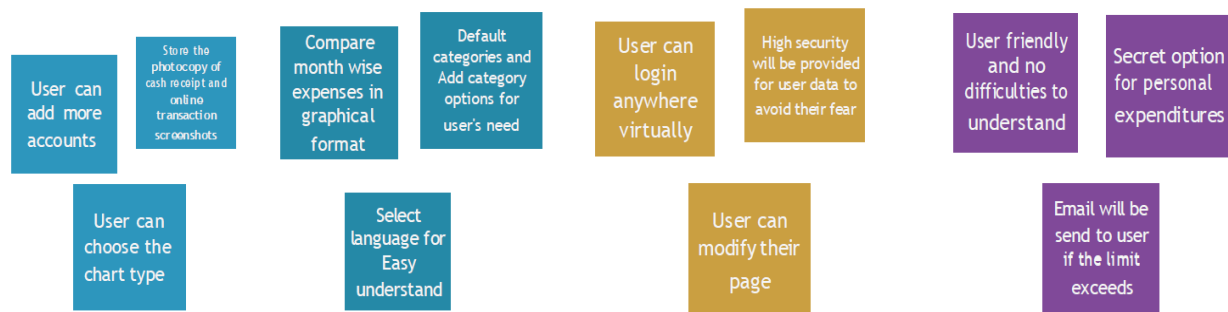 User can
add more
accounts
Store the
photocopy of
cash receipt and
online
transaction
screenshots
User can
choose the
chart type
Compare
month wise
expenses in
graphical
format
Default
categories and
Add category
options for
user's need
Select
language for
Easy
understand
User can
login
anywhere
virtually
High security
will be provided
for user data to
avoid their fear
User can
modify their
page
User friendly
and no
difficulties to
understand
Secret option
for personal
expenditures
Email will be
send to user
if the limit
exceeds